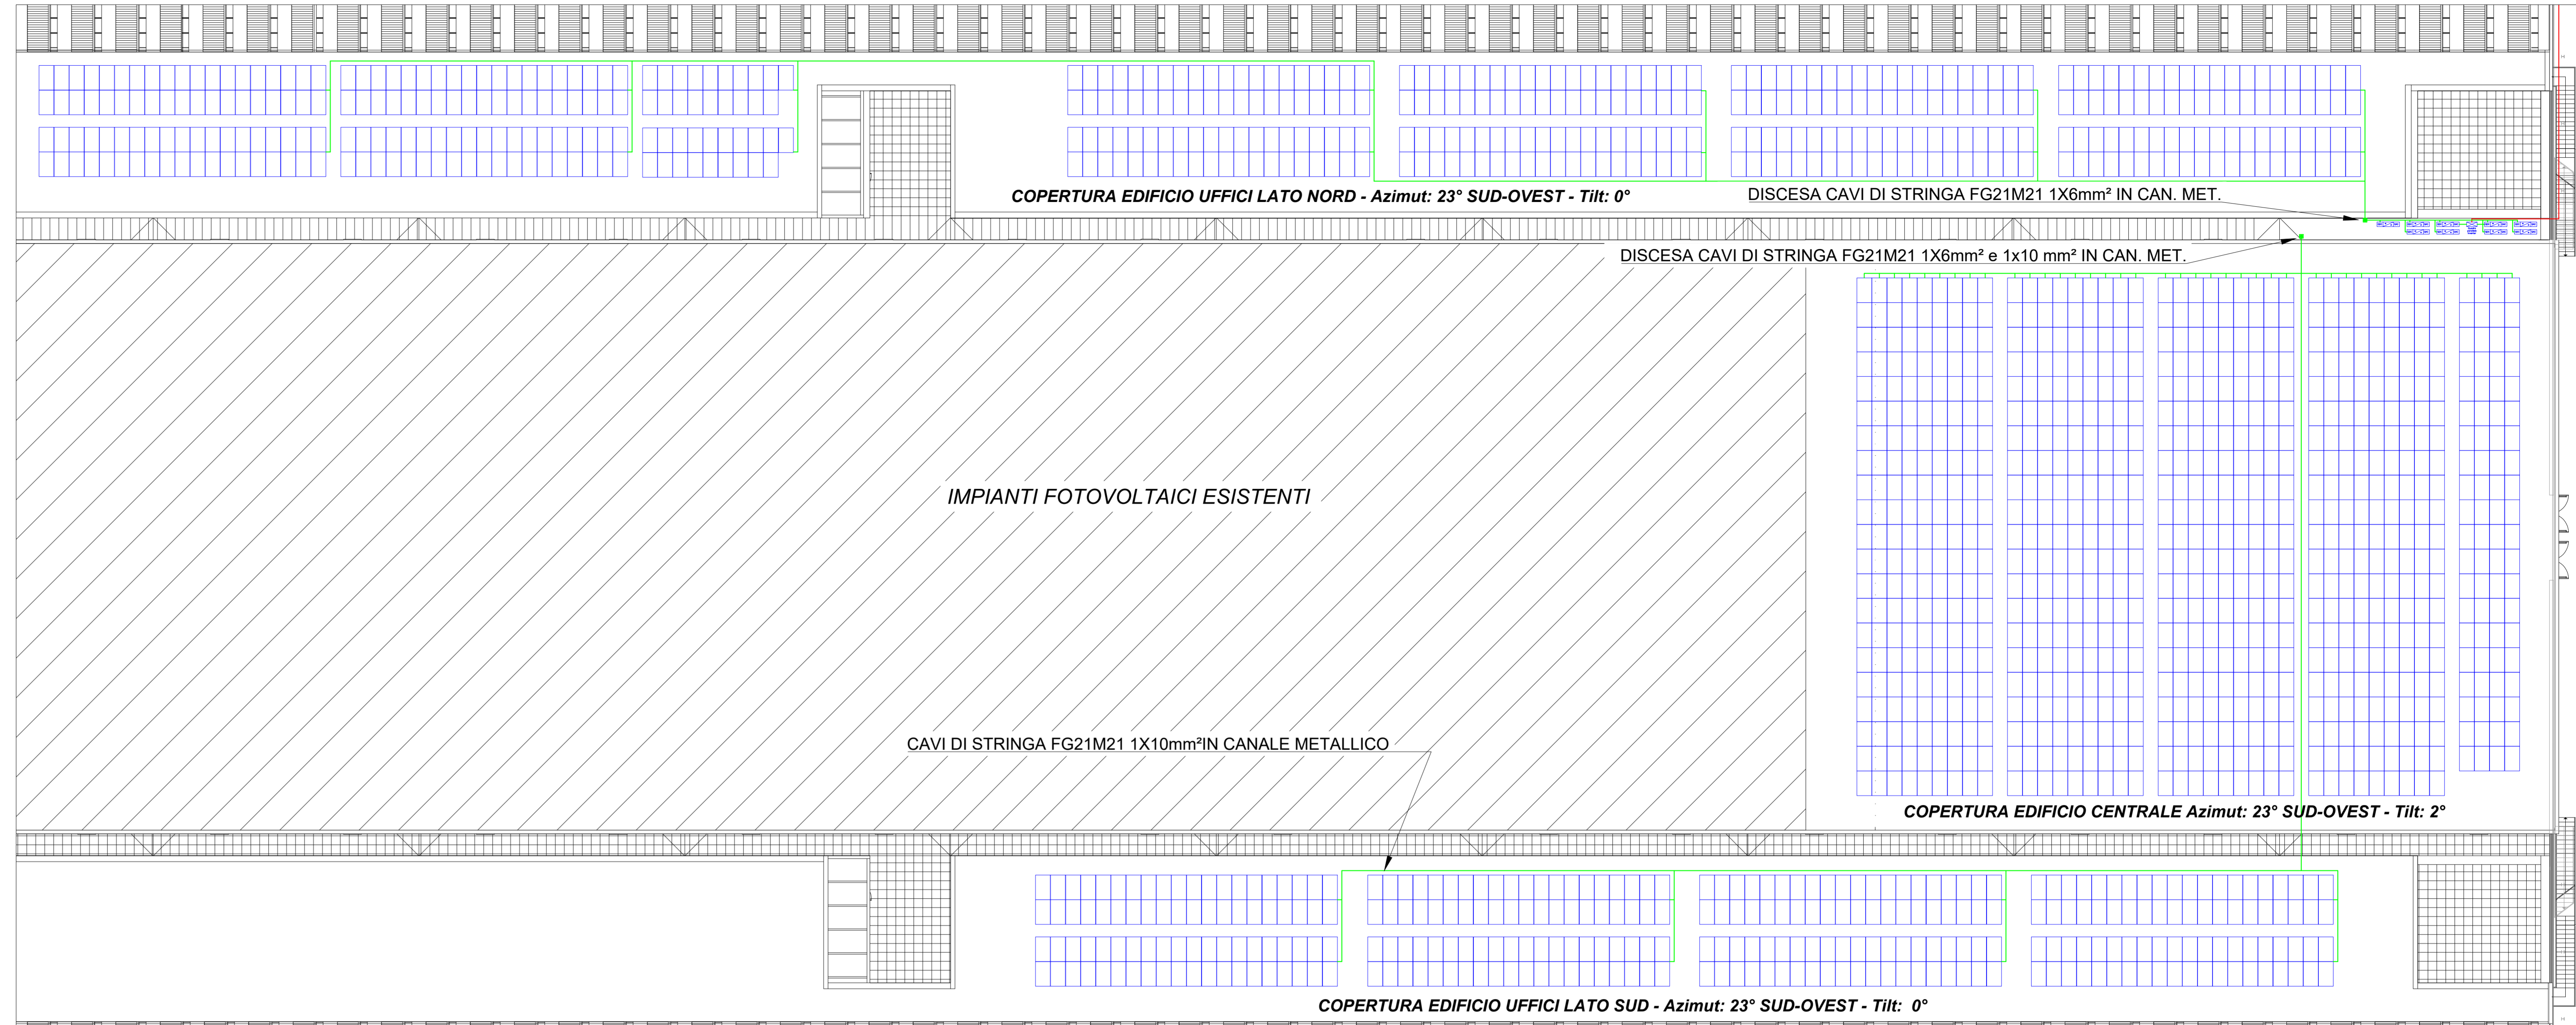 COPERTURA EDIFICIO UFFICI LATO NORD - Azimut: 23° SUD-OVEST - Tilt: 0°
DISCESA CAVI DI STRINGA FG21M21 1X6mm² IN CAN. MET.
DISCESA CAVI DI STRINGA FG21M21 1X6mm² e 1x10 mm² IN CAN. MET.
IMPIANTI FOTOVOLTAICI ESISTENTI
CAVI DI STRINGA FG21M21 1X10mm²IN CANALE METALLICO
COPERTURA EDIFICIO CENTRALE Azimut: 23° SUD-OVEST - Tilt: 2°
COPERTURA EDIFICIO UFFICI LATO SUD - Azimut: 23° SUD-OVEST - Tilt: 0°